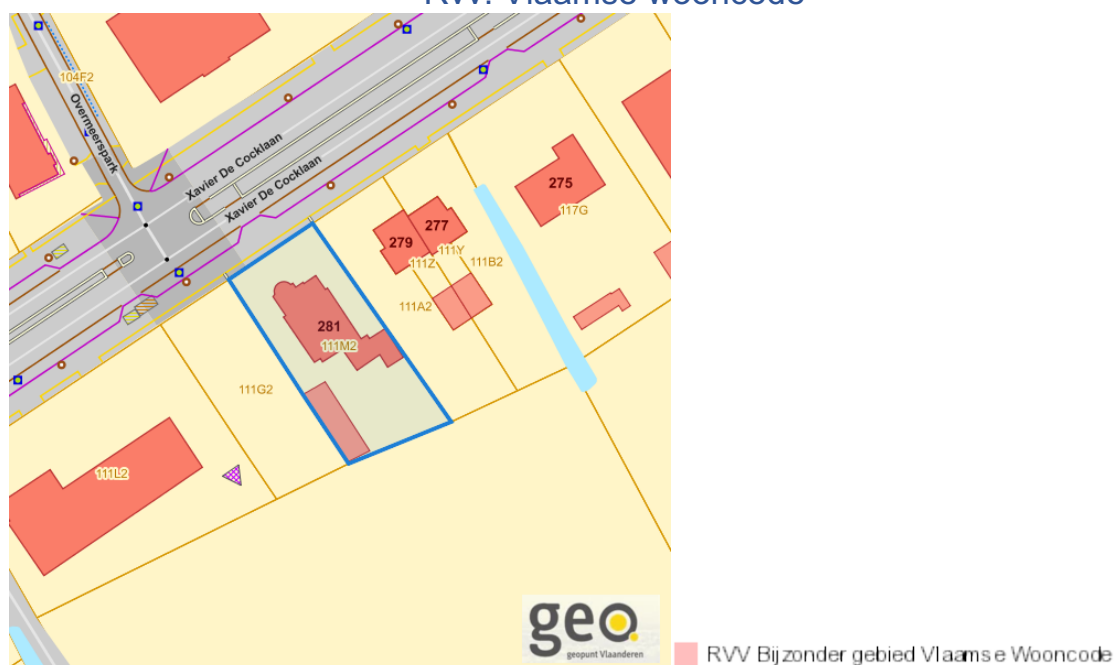 RVV: Vlaamse wooncode
104F2
Overmeerspark
Xavier De Cocklaan
Xavier De Cocklaan
275
117G
277
279
111Y
111Z
111B2
111A2
281
111M2
111G2
111L2
geo
geopunt Vlaanderen
RVV Bijzonder gebied Vlaamse Wooncode